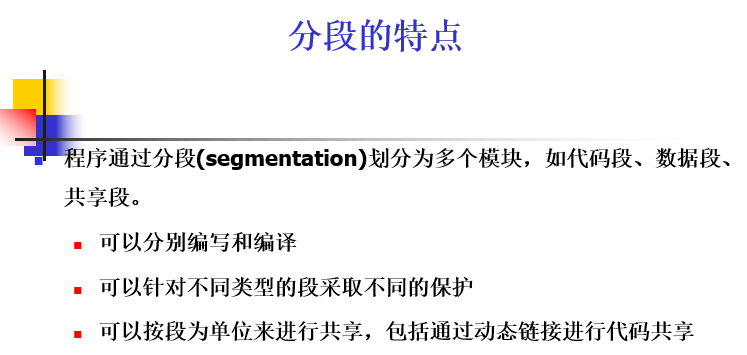 分段的特点
程序通过分段(segmentation)划分为多个模块，如代码段、数据段、
共享段。
可以分别编写和编译
可以针对不同类型的段采取不同的保护
可以按段为单位来进行共享，包括通过动态链接进行代码共享